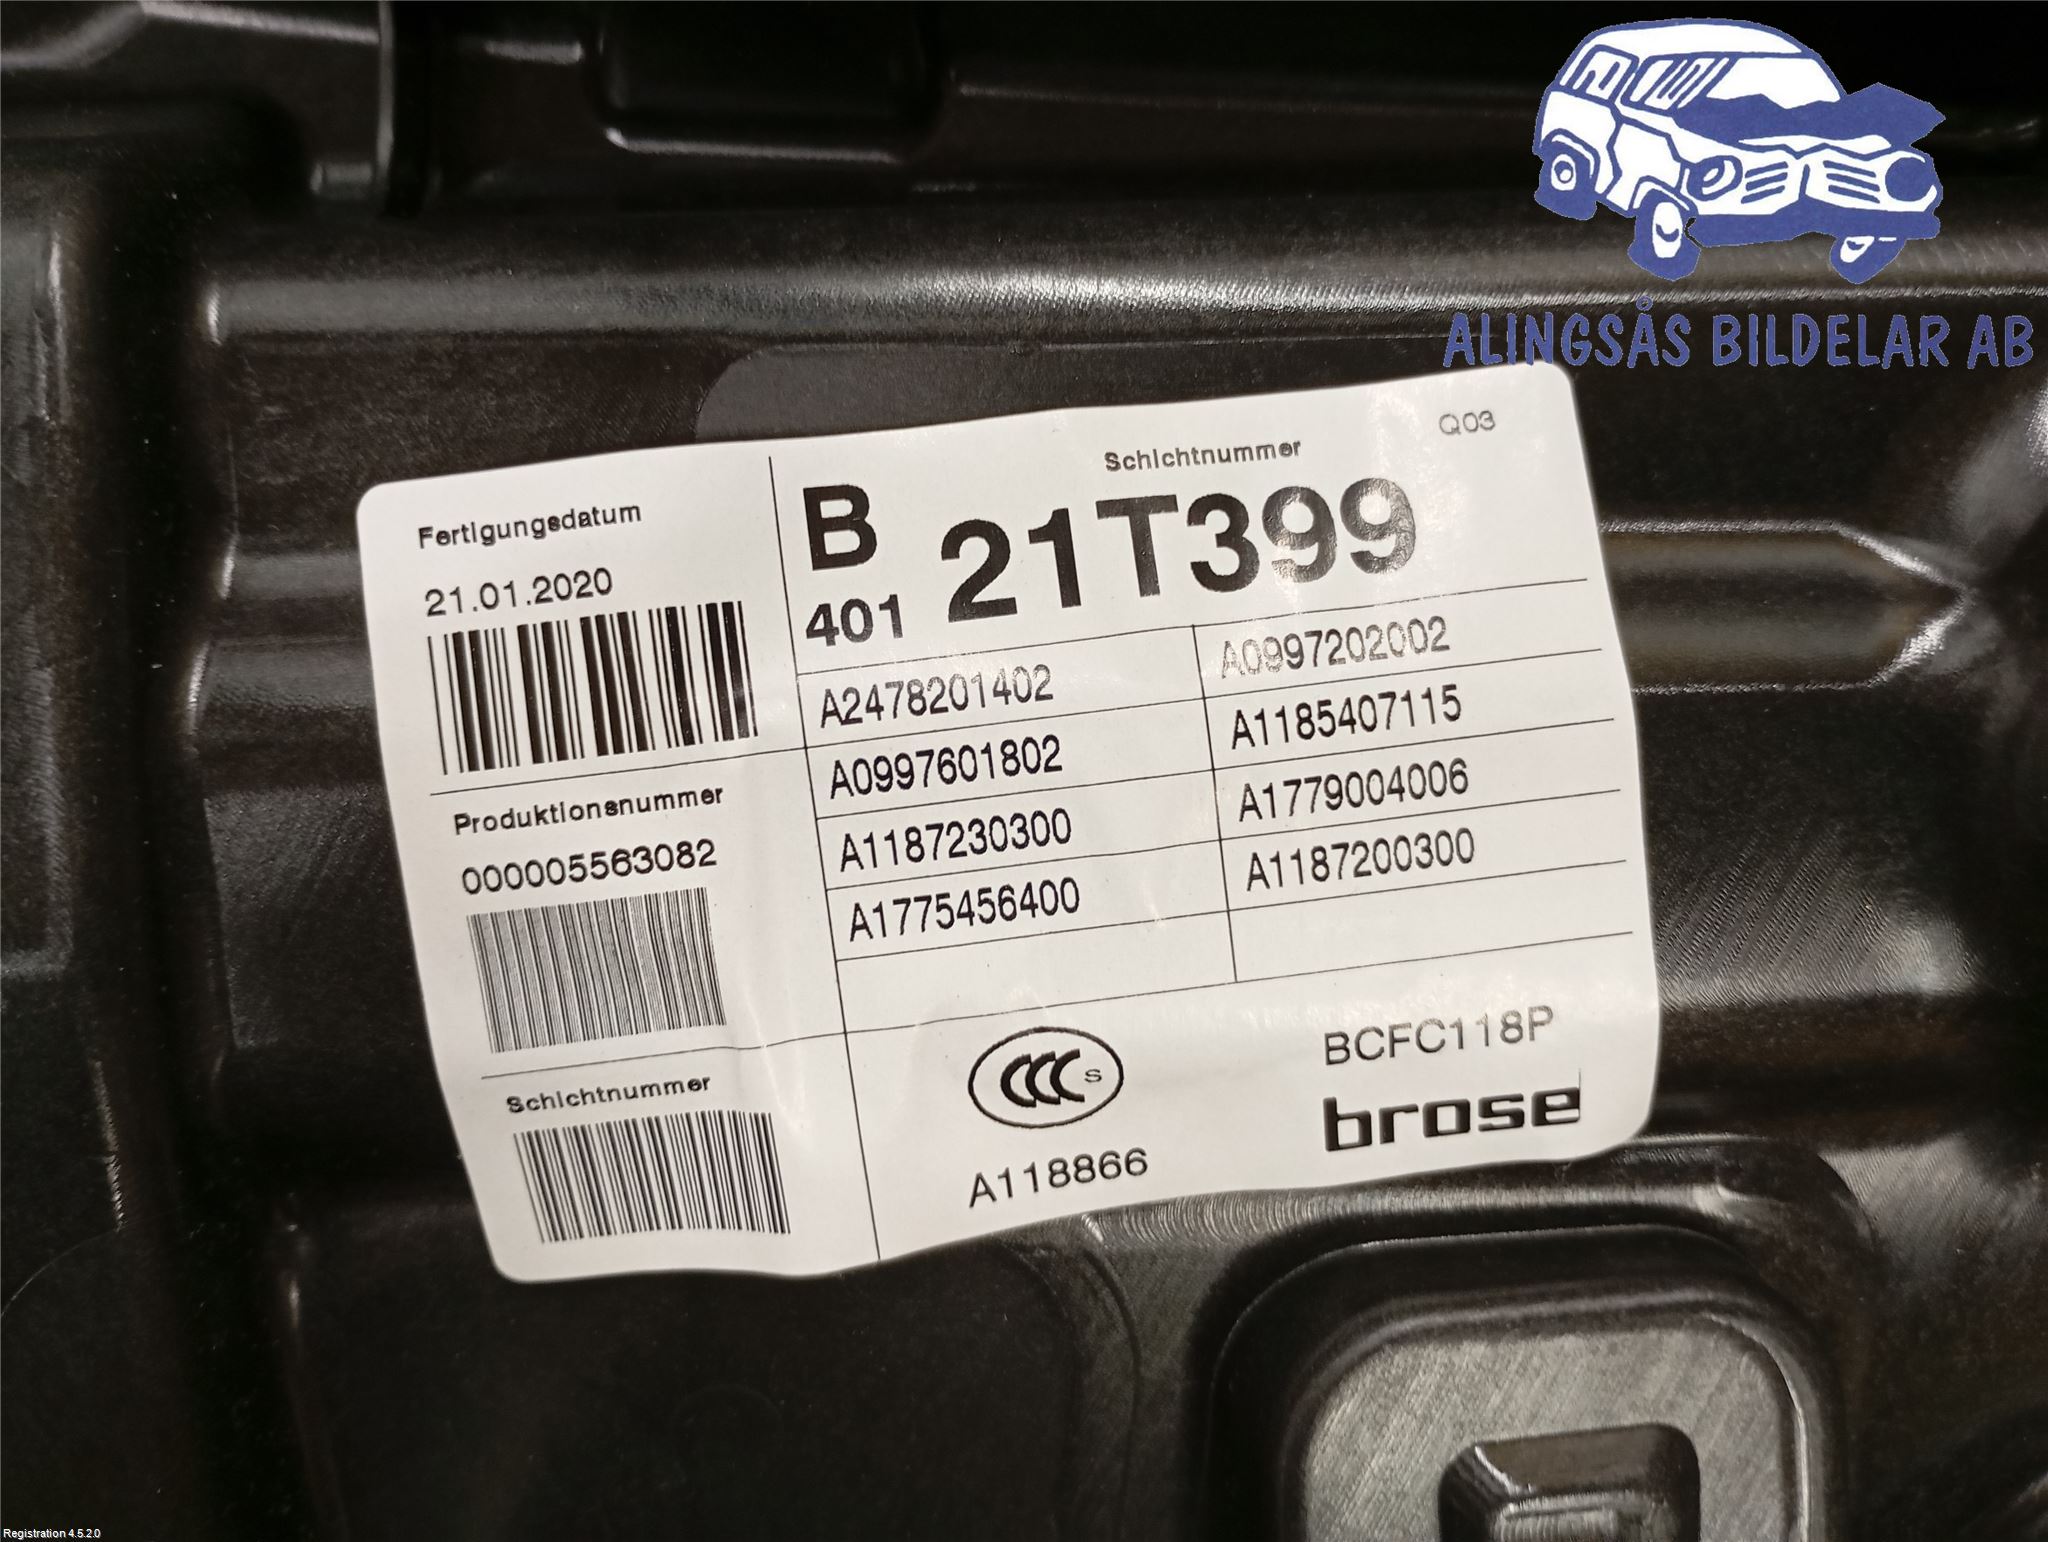 ALINGSÅS BILDELAR AB
Fertigungsdatum
21.01.2020
Produktionsnummer
000005563082
Schichtnummer
B
401
Schichtnummer
Q03
21T399
A2478201402 A0997202002
A0997601802 A1185407115
A1187230300 A1779004006
A1775456400 A1187200300
CCC S
A118866
BCFC118P
brose
Registration 4.5.2.0